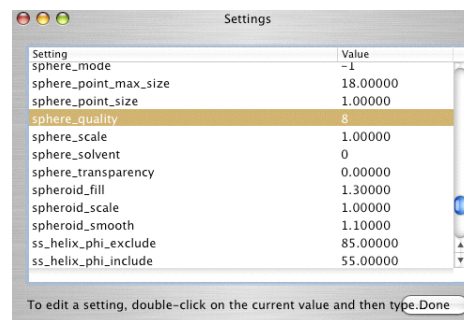 Settings
Setting Value
sphere_mode -1
sphere_point_max_size 18.00000
sphere_point_size 1.00000
sphere_quality 8
sphere_scale 1.00000
sphere_solvent 0
sphere_transparency 0.00000
spheroid_fill 1.30000
spheroid_scale 1.00000
spheroid_smooth 1.10000
ss_helix_phi_exclude 85.00000
ss_helix_phi_include 55.00000
To edit a setting, double-click on the current value and then type. Done